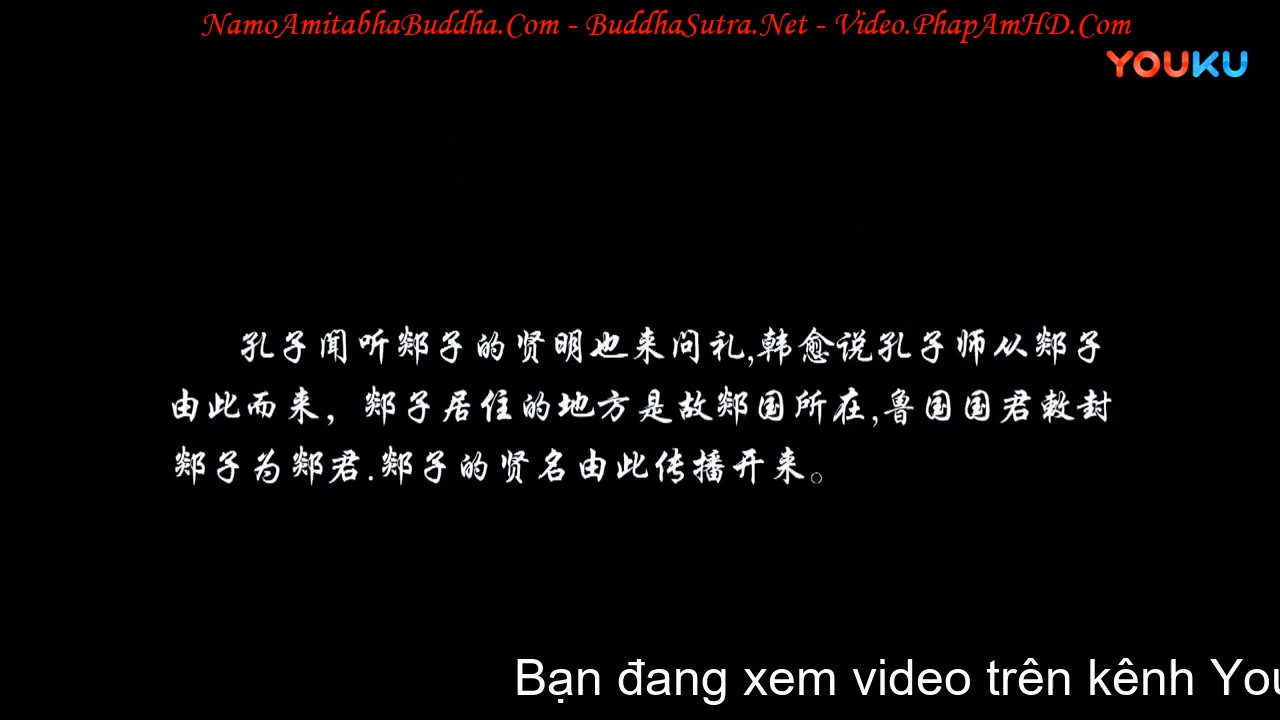 NamoAmitabhaBuddha.Com - BuddhaSutra.Net - Video.PhapAmHD.Com
YOUKU
孔子闻听郯子的贤明也来问礼,韩愈说孔子师从郯子
由此而来，郯子居住的地方是故郯国所在,鲁国国君敕封
郯子为郯君.郯子的贤名由此传播开来。
Bạn đang xem video trên kênh You